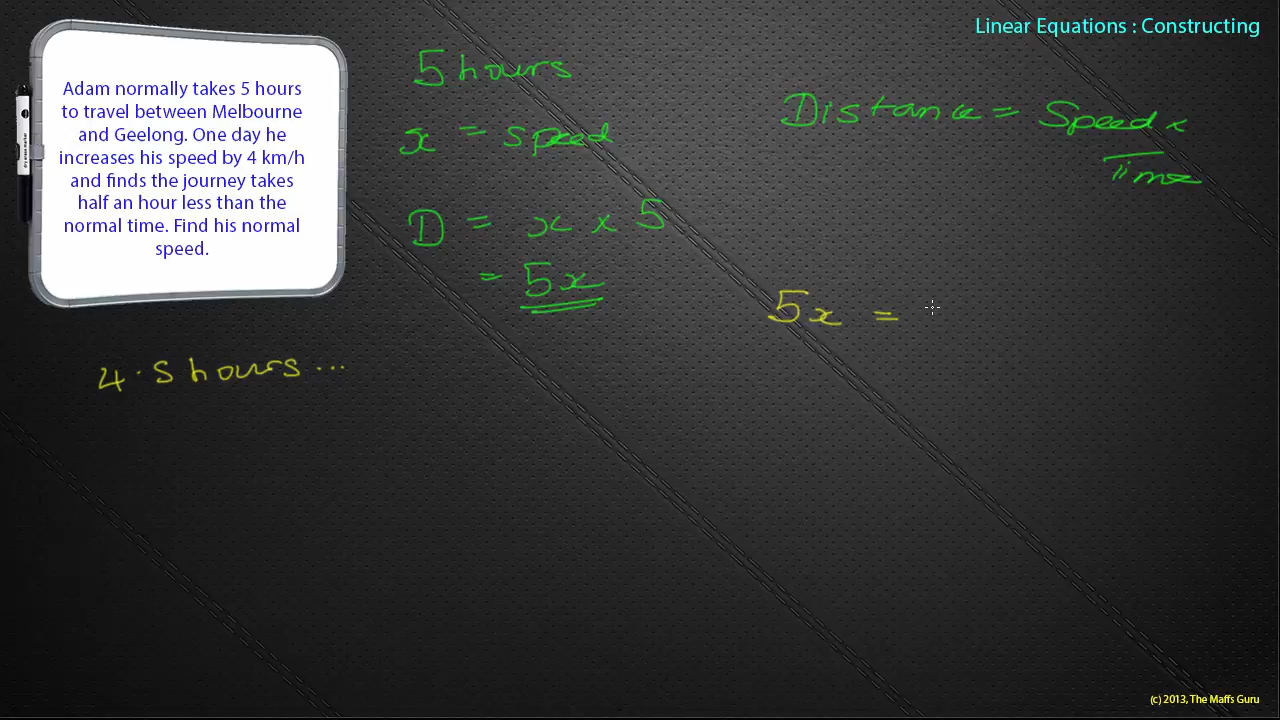 Linear Equations : Constructing
Adam normally takes 5 hours
to travel between Melbourne
and Geelong. One day he
increases his speed by 4 km/h
and finds the journey takes
half an hour less than the
normal time. Find his normal
speed.
5 hours
x = speed
D = x × 5
= 5x
Distance = Speed ×
Time
5x =
4.5 hours ...
(c) 2013, The Maffs Guru